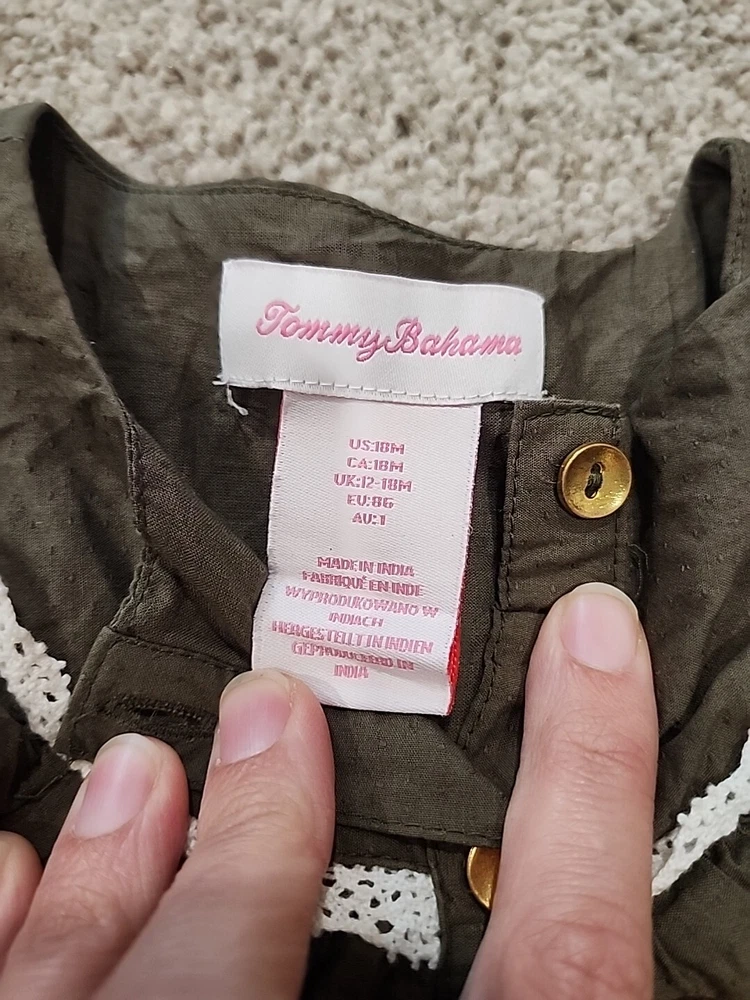 Tommy Bahama
US:18M
CA:18M
UK:12-18M
EU:86
AU:1
MADE IN INDIA
FABRIQUÉ EN INDE
WYPRODUKOWANO W
INDIACH
HERGESTELLT IN INDIEN
GEPRODUCEERD IN
INDIA